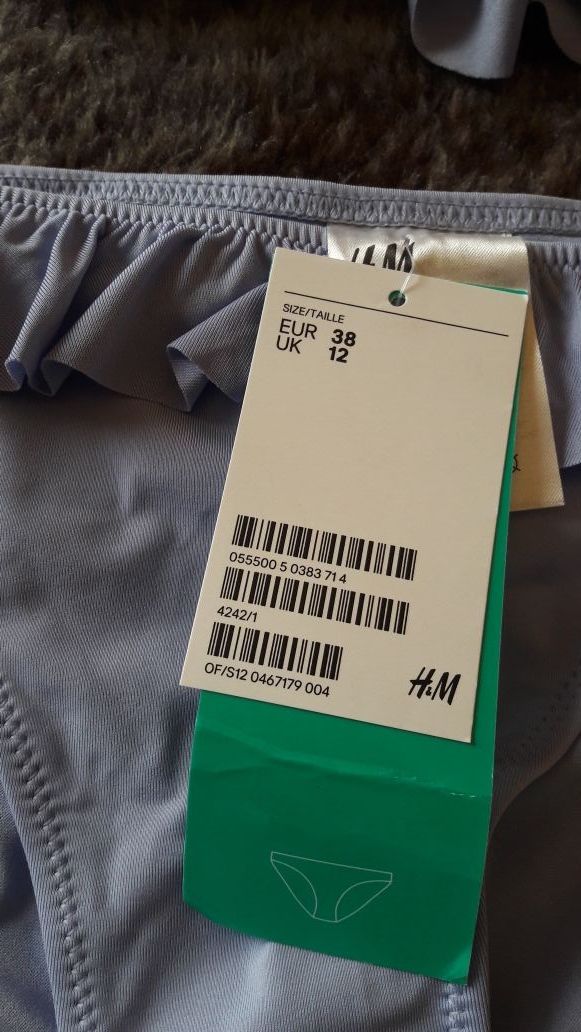 H&M
SIZE/TAILLE
EUR 38
UK 12
055500 5 0383 71 4
4242/1
OF/S12 0467179 004
H&M